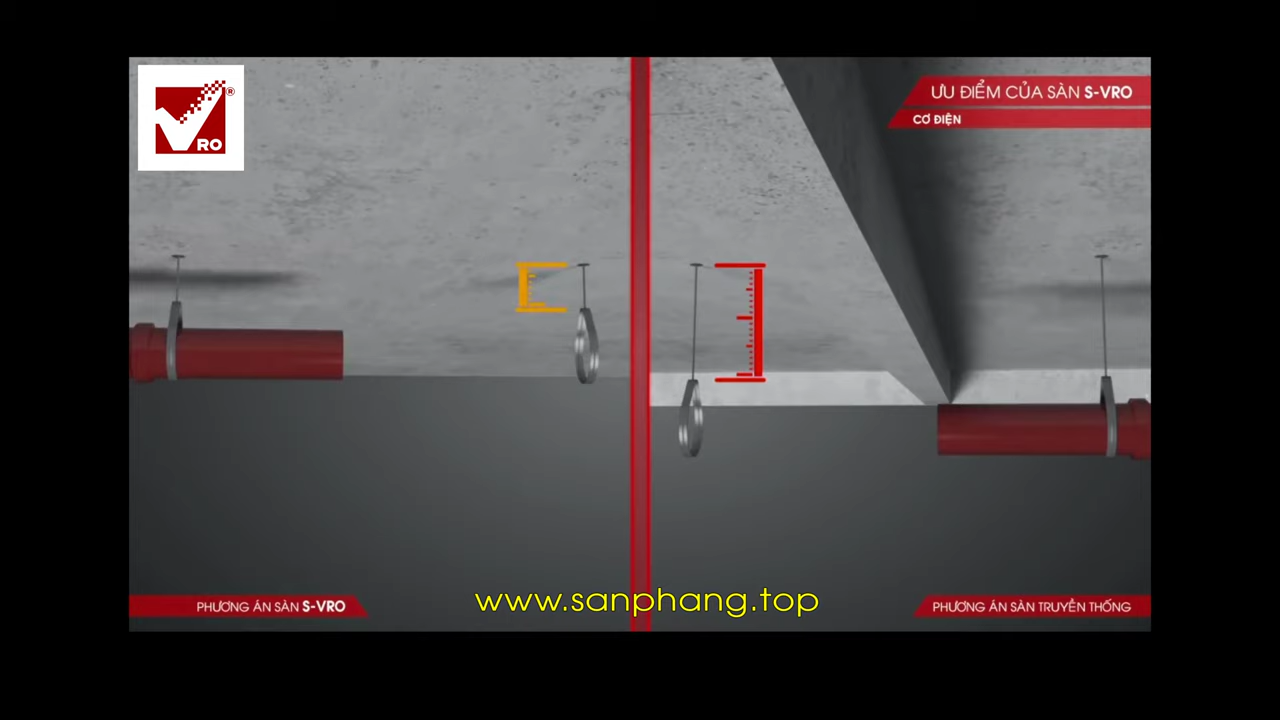 RO®
ƯU ĐIỂM CỦA SÀN S-VRO
CƠ ĐIỆN
www.sanphang.top
PHƯƠNG ÁN SÀN S-VRO
PHƯƠNG ÁN SÀN TRUYỀN THỐNG